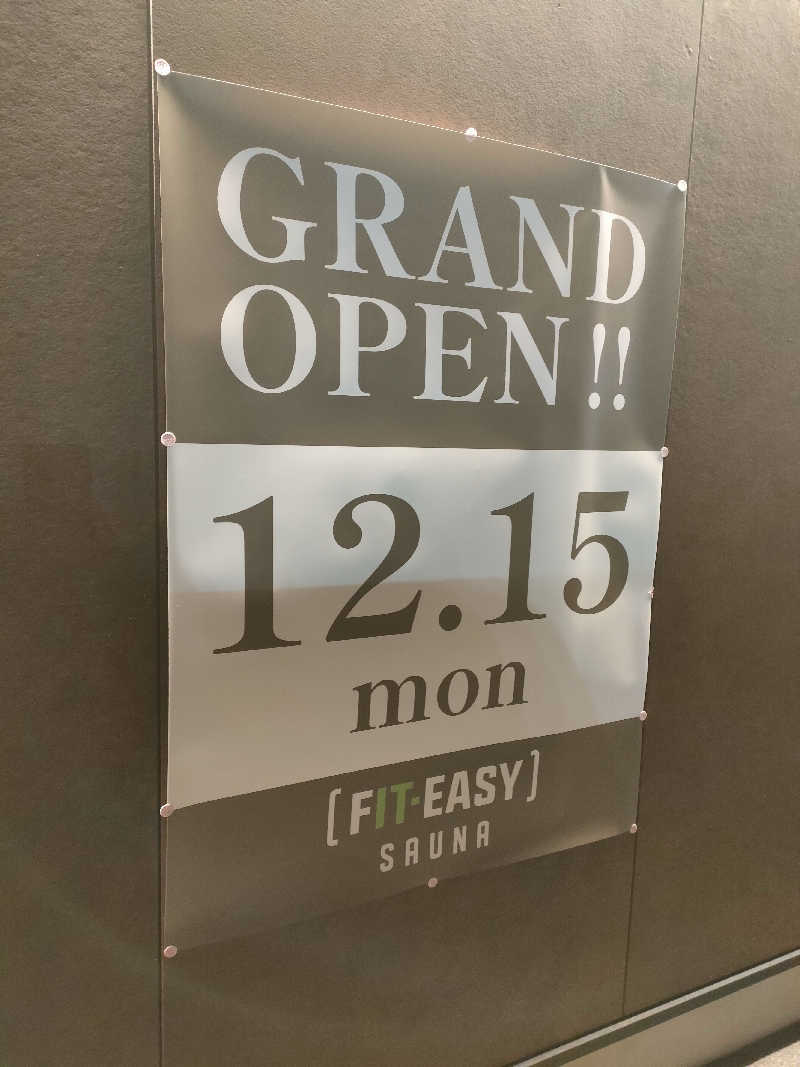 GRAND
OPEN!!
12.15
mon
[FIT-EASY]
SAUNA